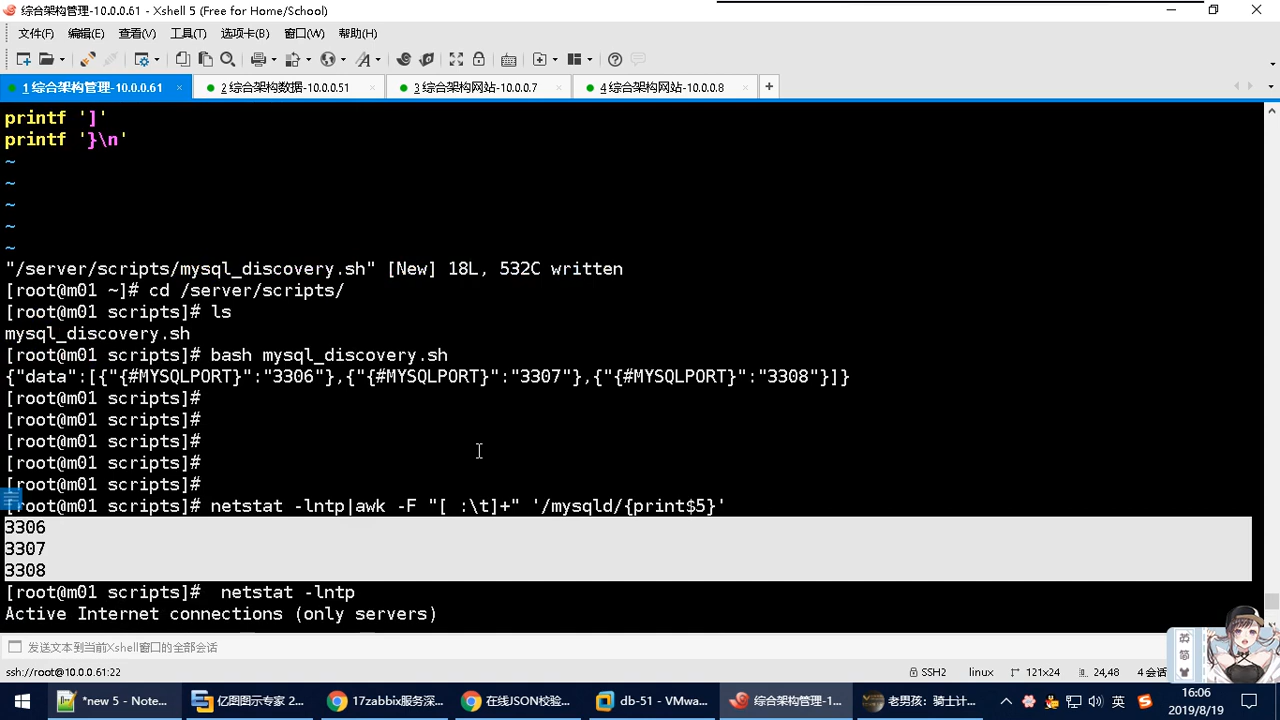 综合架构管理-10.0.0.61 - Xshell 5 (Free for Home/School)
文件(F) 编辑(E) 查看(V) 工具(T) 选项卡(B) 窗口(W) 帮助(H)
1 综合架构管理-10.0.0.61 × 2 综合架构数据-10.0.0.51 × 3 综合架构网站-10.0.0.7 × 4 综合架构网站-10.0.0.8 × +
printf ']'
printf '}\n'
~
~
~
~
~
"/server/scripts/mysql_discovery.sh" [New] 18L, 532C written
[root@m01 ~]# cd /server/scripts/
[root@m01 scripts]# ls
mysql_discovery.sh
[root@m01 scripts]# bash mysql_discovery.sh
{"data":[{"{#MYSQLPORT}":"3306"},{"{#MYSQLPORT}":"3307"},{"{#MYSQLPORT}":"3308"}]}
[root@m01 scripts]#
[root@m01 scripts]#
[root@m01 scripts]#
[root@m01 scripts]#
[root@m01 scripts]#
[root@m01 scripts]# netstat -lntp|awk -F "[ :\t]+" '/mysqld/{print$5}'
3306
3307
3308
[root@m01 scripts]#  netstat -lntp
Active Internet connections (only servers)
发送文本到当前Xshell窗口的全部会话
ssh://root@10.0.0.61:22 SSH2 linux 121x24 24,48 4 会话
英
简
*new 5 - Note... 亿图图示专家 2... 17zabbix服务深... 在线JSON校验... db-51 - VMwa... 综合架构管理-1... 老男孩: 骑士计... 英 16:06
2019/8/19